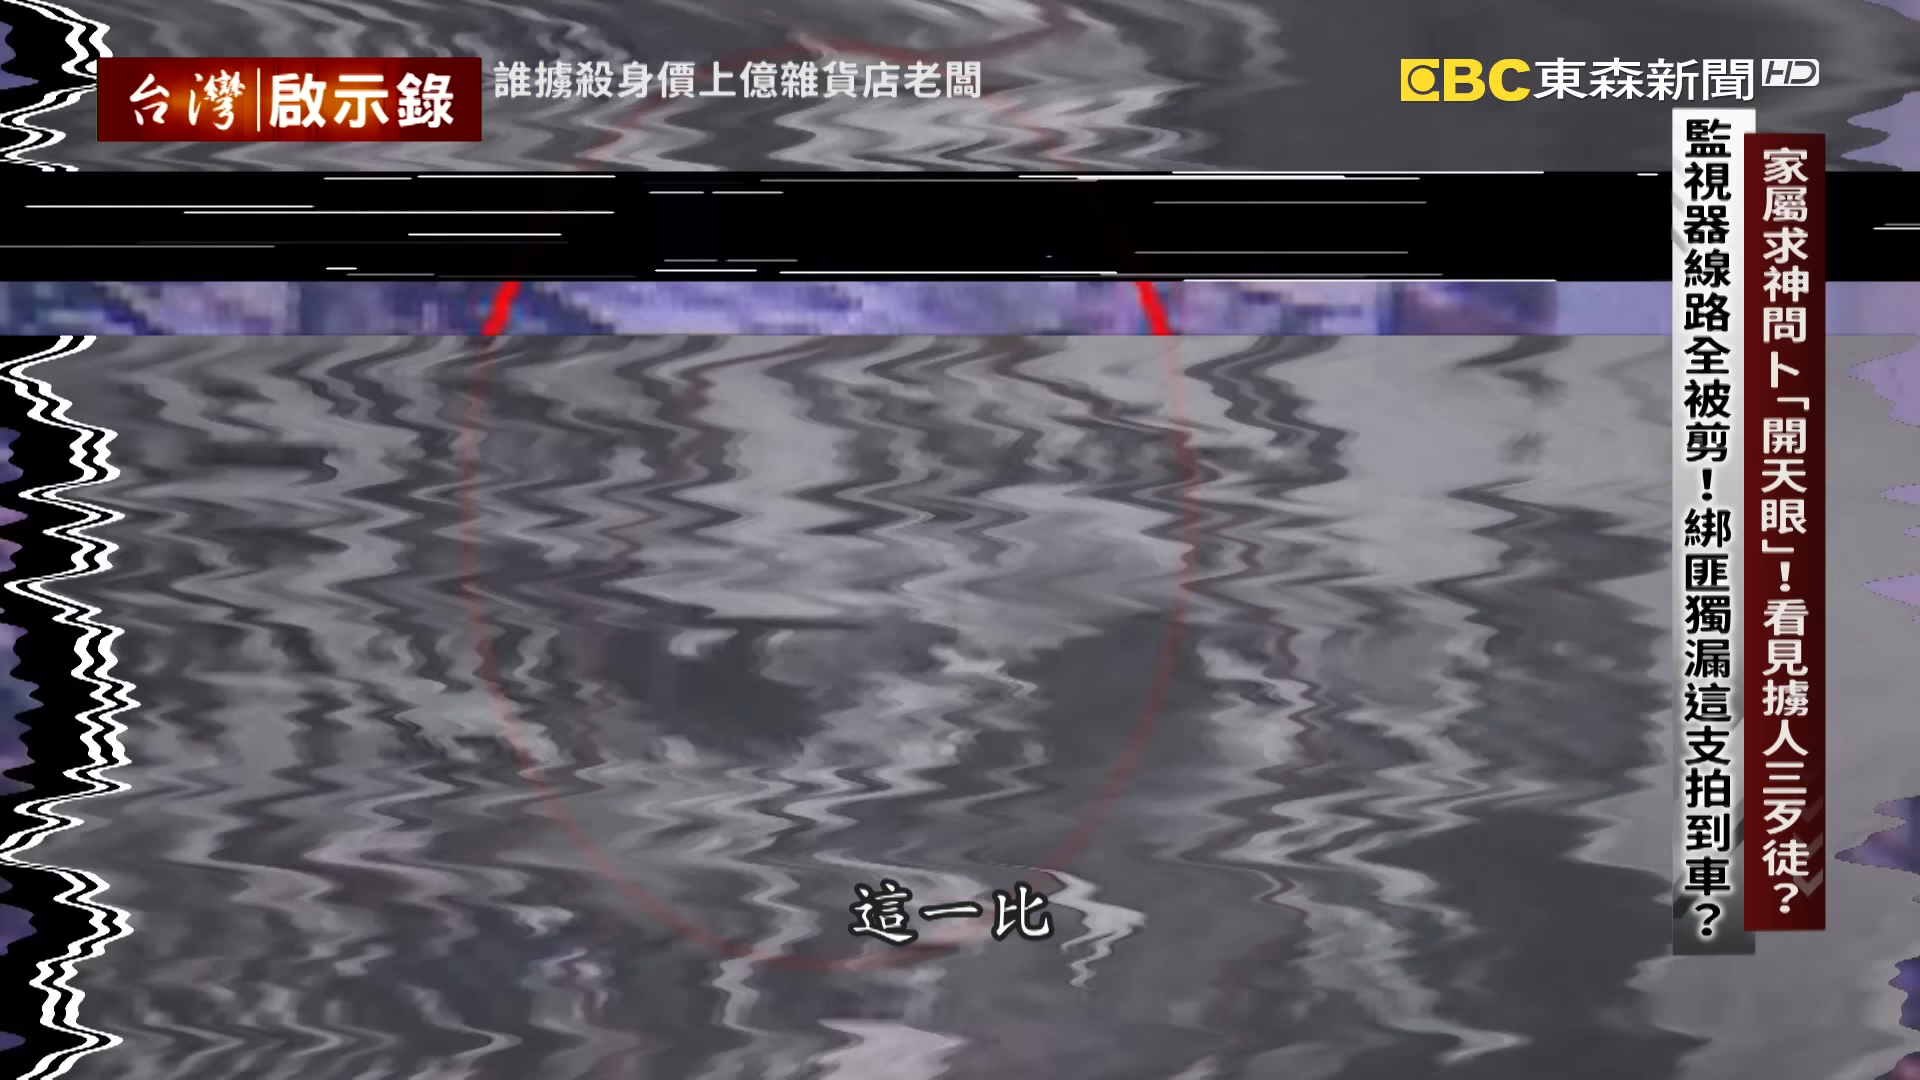 台灣啟示錄
誰擄殺身價上億雜貨店老闆
EBC東森新聞HD
家屬求神問卜「開天眼」！看見擄人三歹徒？
監視器線路全被剪！綁匪獨漏這支拍到車？
這一比